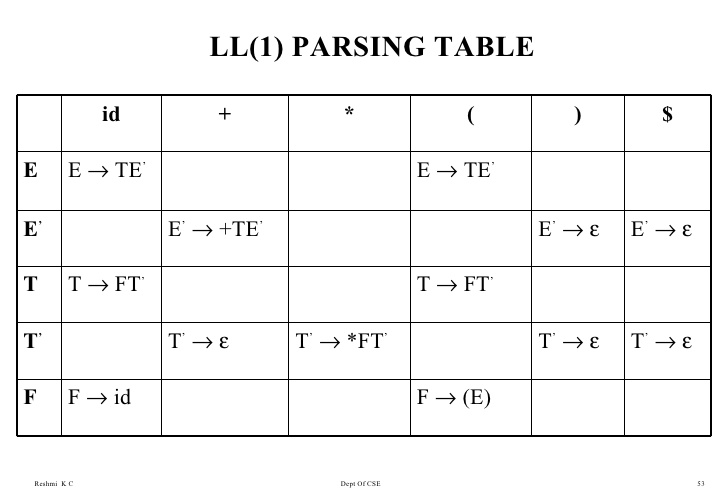 LL(1) PARSING TABLE
id + * ( ) $
E E → TE’ E → TE’
E’ E’ → +TE’ E’ → ε E’ → ε
T T → FT’ T → FT’
T’ T’ → ε T’ → *FT’ T’ → ε T’ → ε
F F → id F → (E)
Reshmi K C Dept Of CSE 53